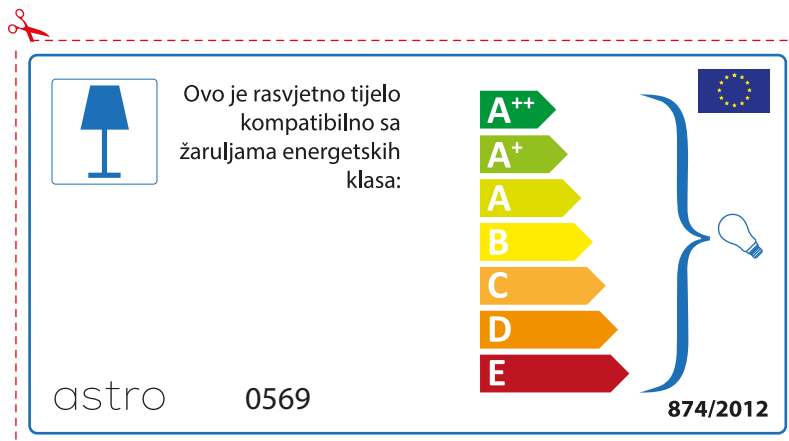 Ovo je rasvjetno tijelo
kompatibilno sa
žaruljama energetskih
klasa:
A++
A+
A
B
C
D
E
astro 0569
874/2012